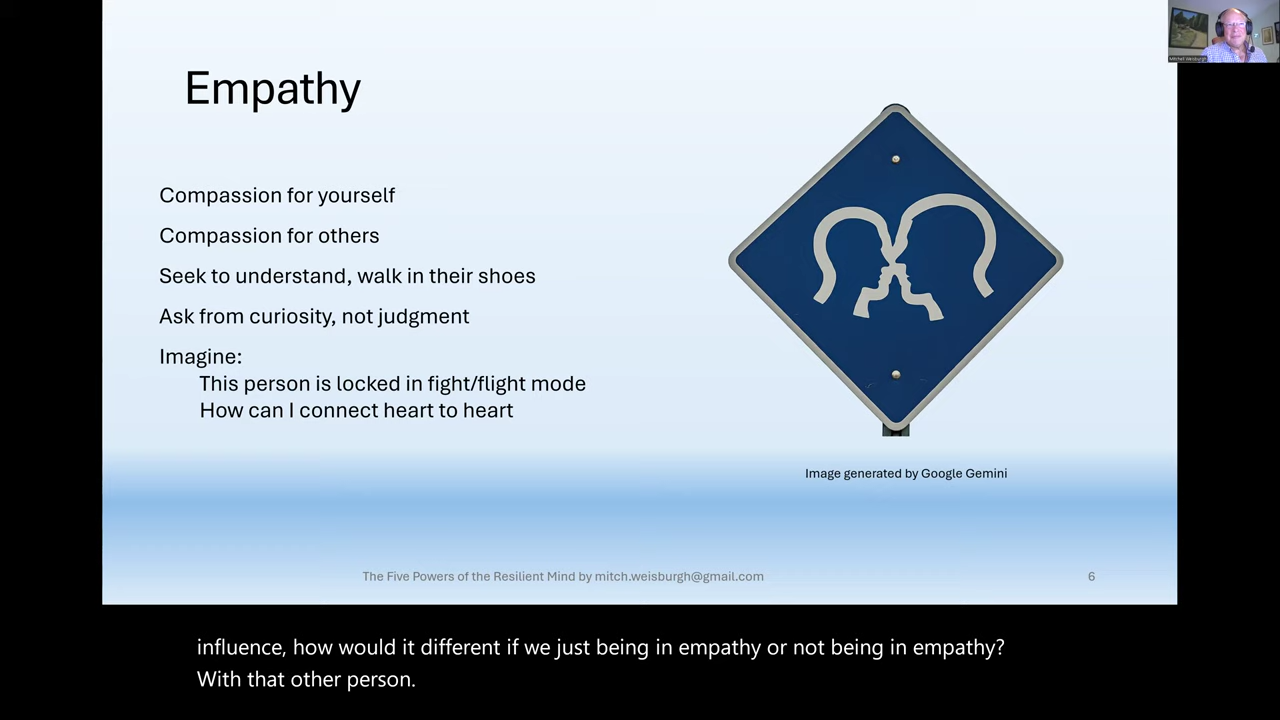 Empathy
Compassion for yourself
Compassion for others
Seek to understand, walk in their shoes
Ask from curiosity, not judgment
Imagine:
This person is locked in fight/flight mode
How can I connect heart to heart
Image generated by Google Gemini
The Five Powers of the Resilient Mind by mitch.weisburgh@gmail.com
6
Mitchell Weisburgh
influence, how would it different if we just being in empathy or not being in empathy?
With that other person.